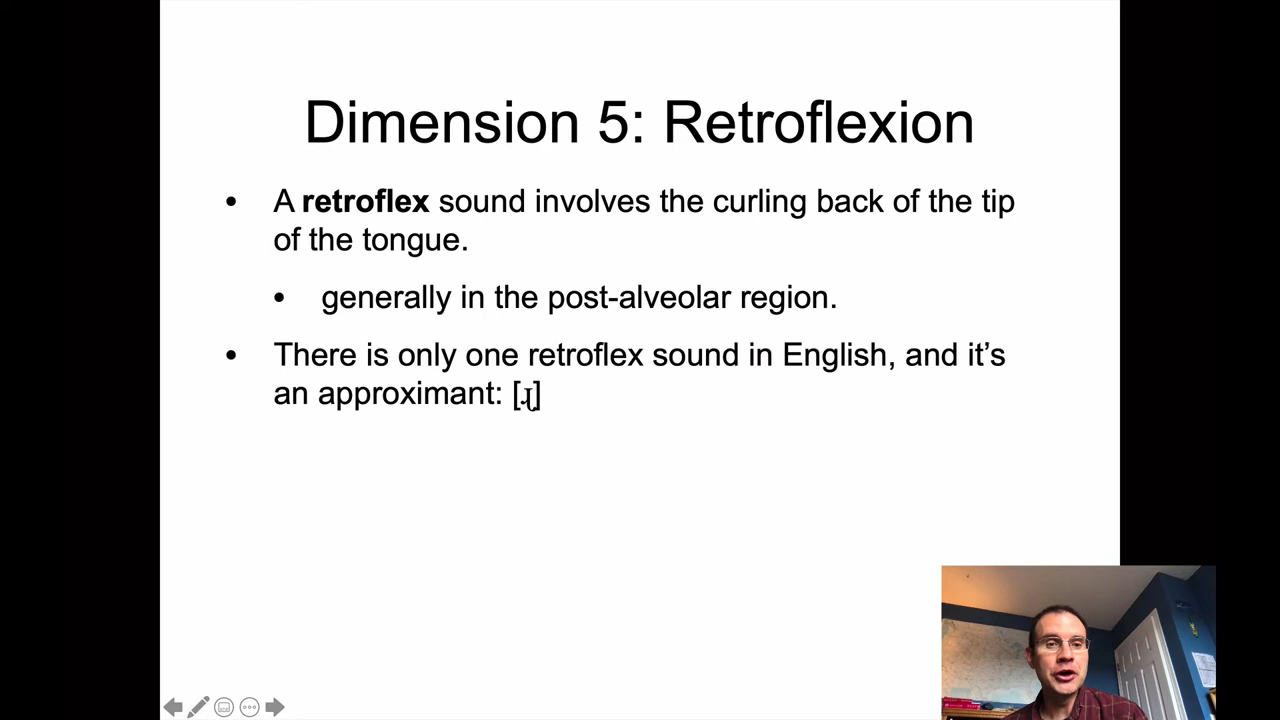 Dimension 5: Retroflexion
• A retroflex sound involves the curling back of the tip
of the tongue.
• generally in the post-alveolar region.
• There is only one retroflex sound in English, and it’s
an approximant: [ɻ]